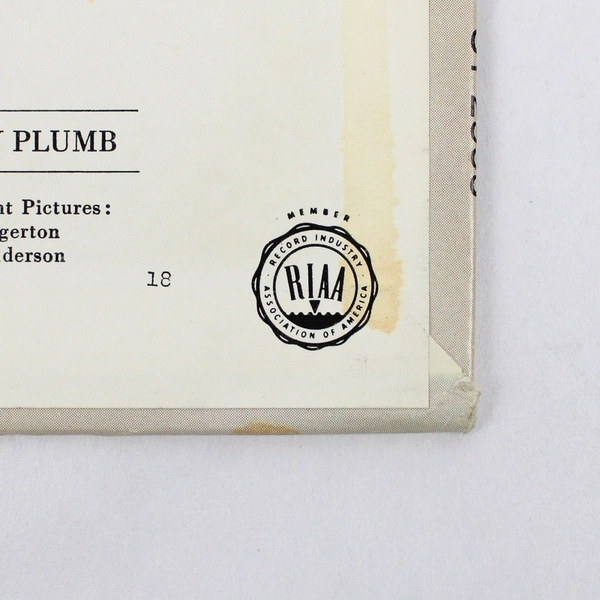 PLUMB
nt Pictures:
gerton
derson
18
MEMBER
RECORD INDUSTRY
ASSOCIATION OF AMERICA
RIAA